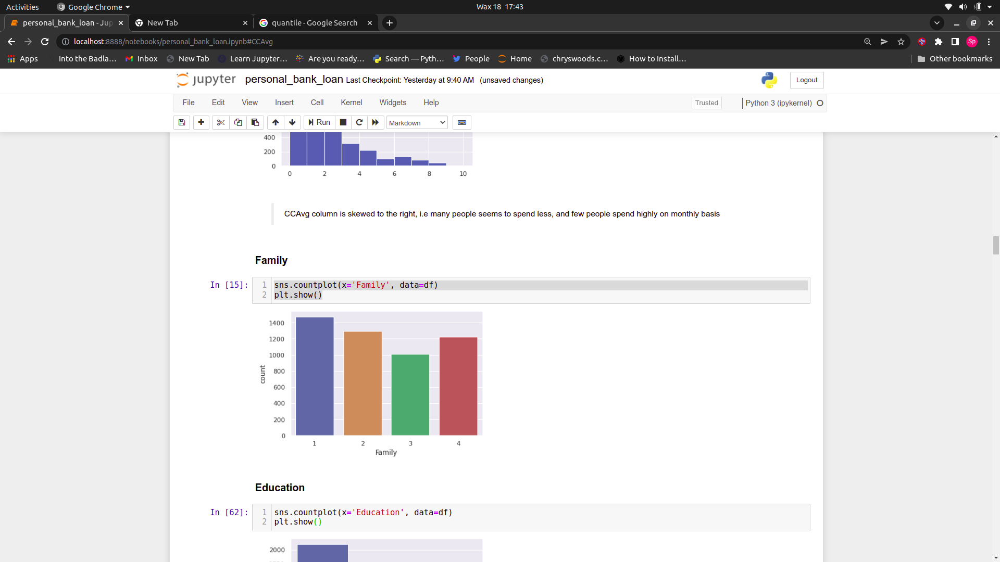 Activities
Google Chrome
Wax 18 17:43
personal_bank_loan - Jup
New Tab
quantile - Google Search
localhost:8888/notebooks/personal_bank_loan.ipynb#CCAvg
Sp
Apps
Into the Badla…
Inbox
New Tab
Learn Jupyter…
Are you ready…
Search — Pyth…
People
Home
chryswoods.c…
How to Install…
Other bookmarks
jupyter
personal_bank_loan Last Checkpoint: Yesterday at 9:40 AM (unsaved changes)
Logout
File Edit View Insert Cell Kernel Widgets Help
Trusted
Python 3 (ipykernel)
Run
Markdown
400
200
0
0 2 4 6 8 10
CCAvg column is skewed to the right, i.e many people seems to spend less, and few people spend highly on monthly basis
Family
In [15]:
1 sns.countplot(x='Family', data=df)
2 plt.show()
1400
1200
1000
800
600
400
200
0
count
1 2 3 4
Family
Education
In [62]:
1 sns.countplot(x='Education', data=df)
2 plt.show()
2000